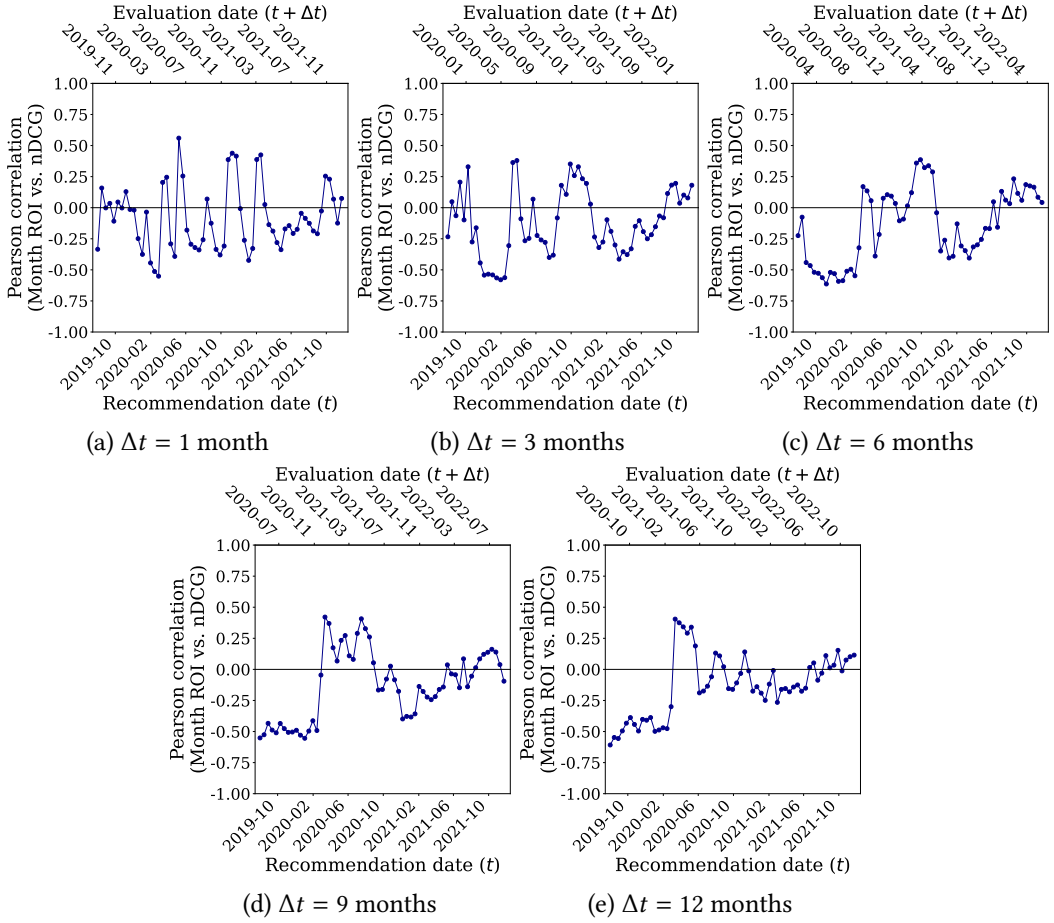 Evaluation date (t + Δt)
2019-11 2020-03 2020-07 2020-11 2021-03 2021-07 2021-11
Pearson correlation
(Month ROI vs. nDCG)
1.00
0.75
0.50
0.25
0.00
-0.25
-0.50
-0.75
-1.00
2019-10 2020-02 2020-06 2020-10 2021-02 2021-06 2021-10
Recommendation date (t)
(a) Δt = 1 month
Evaluation date (t + Δt)
2020-01 2020-05 2020-09 2021-01 2021-05 2021-09 2022-01
Pearson correlation
(Month ROI vs. nDCG)
1.00
0.75
0.50
0.25
0.00
-0.25
-0.50
-0.75
-1.00
2019-10 2020-02 2020-06 2020-10 2021-02 2021-06 2021-10
Recommendation date (t)
(b) Δt = 3 months
Evaluation date (t + Δt)
2020-04 2020-08 2020-12 2021-04 2021-08 2021-12 2022-04
Pearson correlation
(Month ROI vs. nDCG)
1.00
0.75
0.50
0.25
0.00
-0.25
-0.50
-0.75
-1.00
2019-10 2020-02 2020-06 2020-10 2021-02 2021-06 2021-10
Recommendation date (t)
(c) Δt = 6 months
Evaluation date (t + Δt)
2020-07 2020-11 2021-03 2021-07 2021-11 2022-03 2022-07
Pearson correlation
(Month ROI vs. nDCG)
1.00
0.75
0.50
0.25
0.00
-0.25
-0.50
-0.75
-1.00
2019-10 2020-02 2020-06 2020-10 2021-02 2021-06 2021-10
Recommendation date (t)
(d) Δt = 9 months
Evaluation date (t + Δt)
2020-10 2021-02 2021-06 2021-10 2022-02 2022-06 2022-10
Pearson correlation
(Month ROI vs. nDCG)
1.00
0.75
0.50
0.25
0.00
-0.25
-0.50
-0.75
-1.00
2019-10 2020-02 2020-06 2020-10 2021-02 2021-06 2021-10
Recommendation date (t)
(e) Δt = 12 months